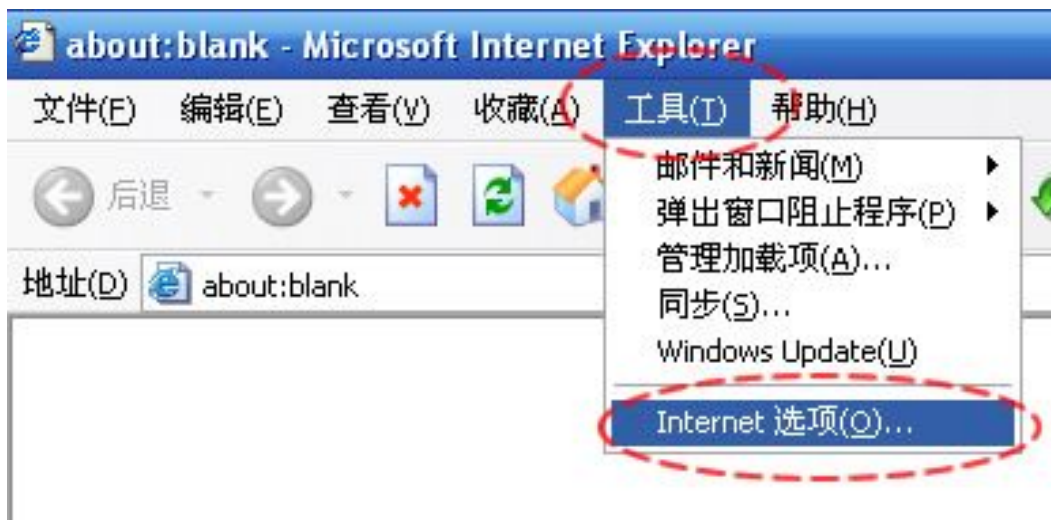 about:blank - Microsoft Internet Explorer
文件(F) 编辑(E) 查看(V) 收藏(A) 工具(T) 帮助(H)
后退
邮件和新闻(M)
弹出窗口阻止程序(P)
管理加载项(A)...
同步(S)...
Windows Update(U)
Internet 选项(O)...
地址(D) about:blank